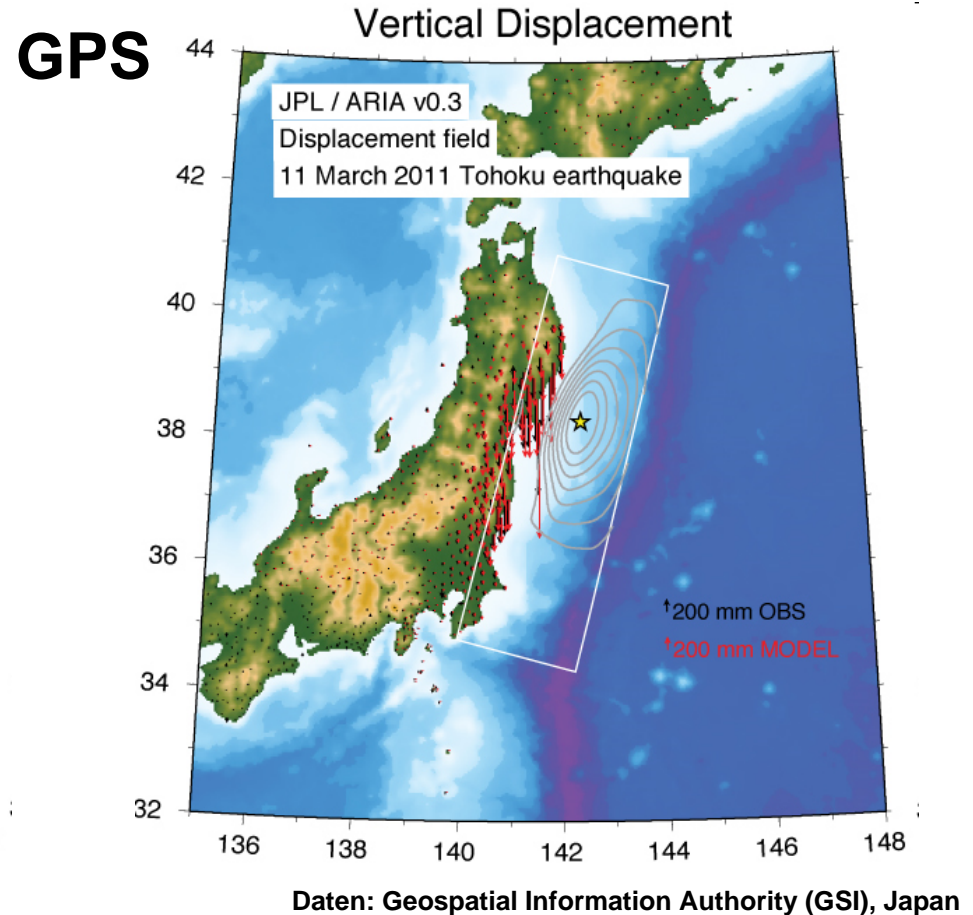 Vertical Displacement
GPS
JPL / ARIA v0.3
Displacement field
11 March 2011 Tohoku earthquake
44
42
40
38
36
34
32
200 mm OBS
200 mm MODEL
136 138 140 142 144 146 148
Daten: Geospatial Information Authority (GSI), Japan